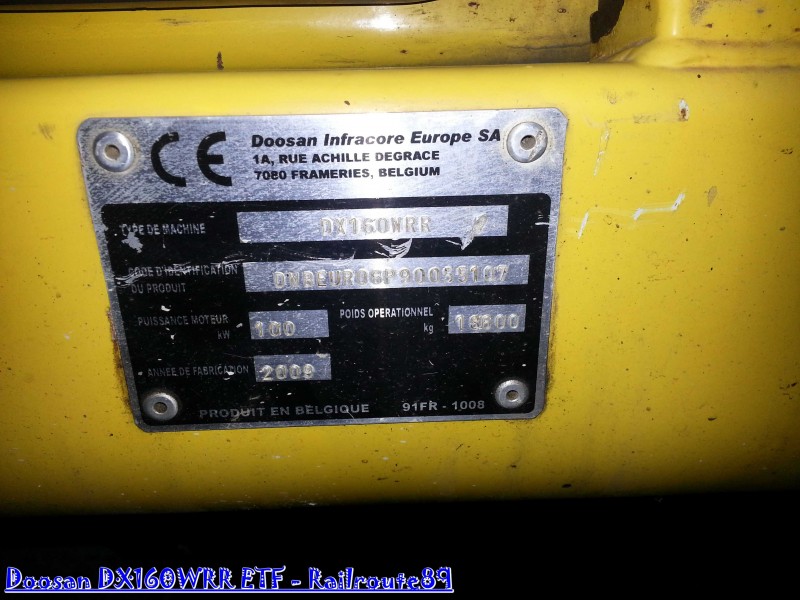 CE
Doosan Infracore Europe SA
1A, RUE ACHILLE DEGRACE
7080 FRAMERIES, BELGIUM
TYPE DE MACHINE DX160WRR
CODE D'IDENTIFICATION
DU PRODUIT
PUISSANCE MOTEUR
kW 100
POIDS OPERATIONNEL
kg
ANNÉE DE FABRICATION 2009
PRODUIT EN BELGIQUE 91FR - 1008
Doosan DX160WRR ETF - Railroute89